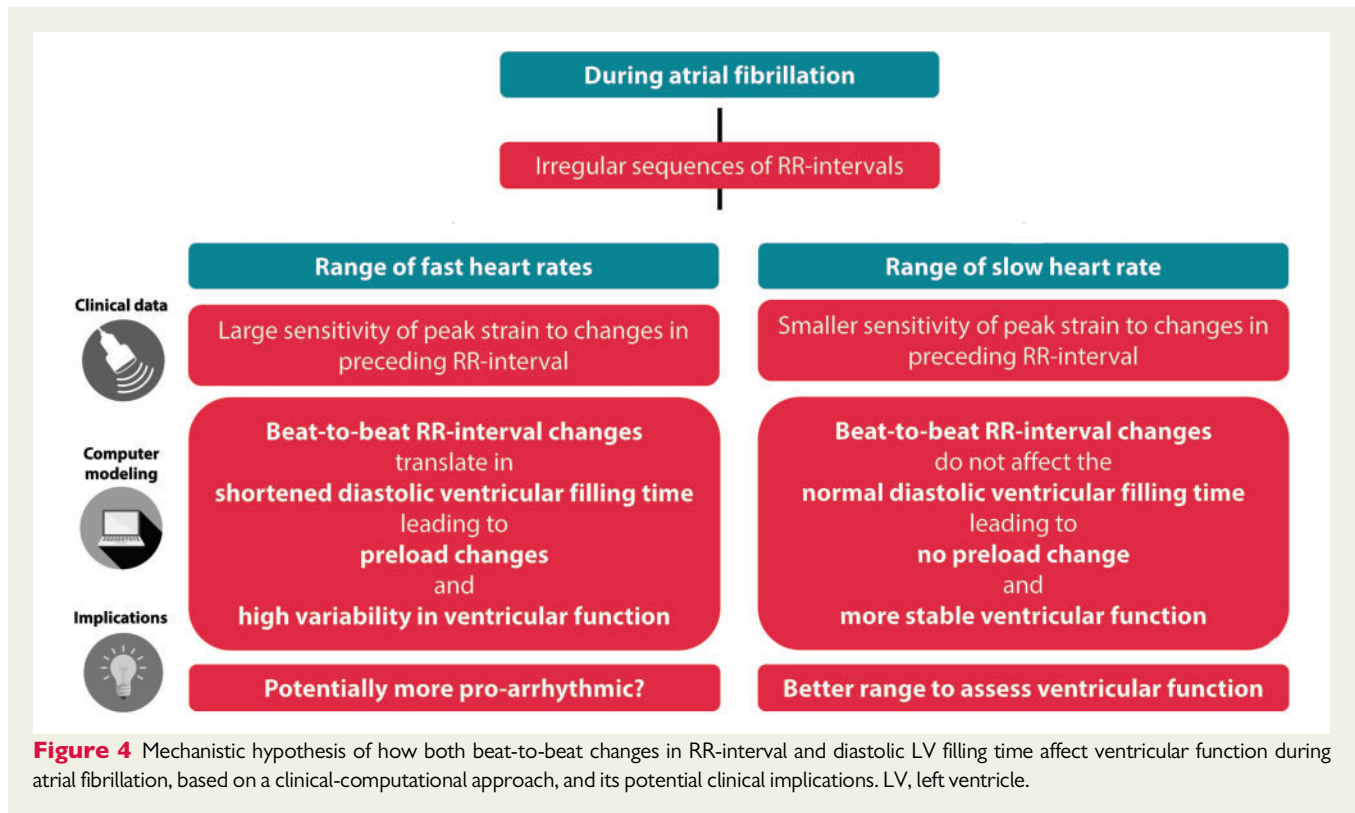 During atrial fibrillation
Irregular sequences of RR-intervals
Range of fast heart rates
Range of slow heart rate
Clinical data
Large sensitivity of peak strain to changes in
preceding RR-interval
Smaller sensitivity of peak strain to changes in
preceding RR-interval
Computer
modeling
Beat-to-beat RR-interval changes
translate in
shortened diastolic ventricular filling time
leading to
preload changes
and
high variability in ventricular function
Beat-to-beat RR-interval changes
do not affect the
normal diastolic ventricular filling time
leading to
no preload change
and
more stable ventricular function
Implications
Potentially more pro-arrhythmic?
Better range to assess ventricular function
Figure 4 Mechanistic hypothesis of how both beat-to-beat changes in RR-interval and diastolic LV filling time affect ventricular function during
atrial fibrillation, based on a clinical-computational approach, and its potential clinical implications. LV, left ventricle.